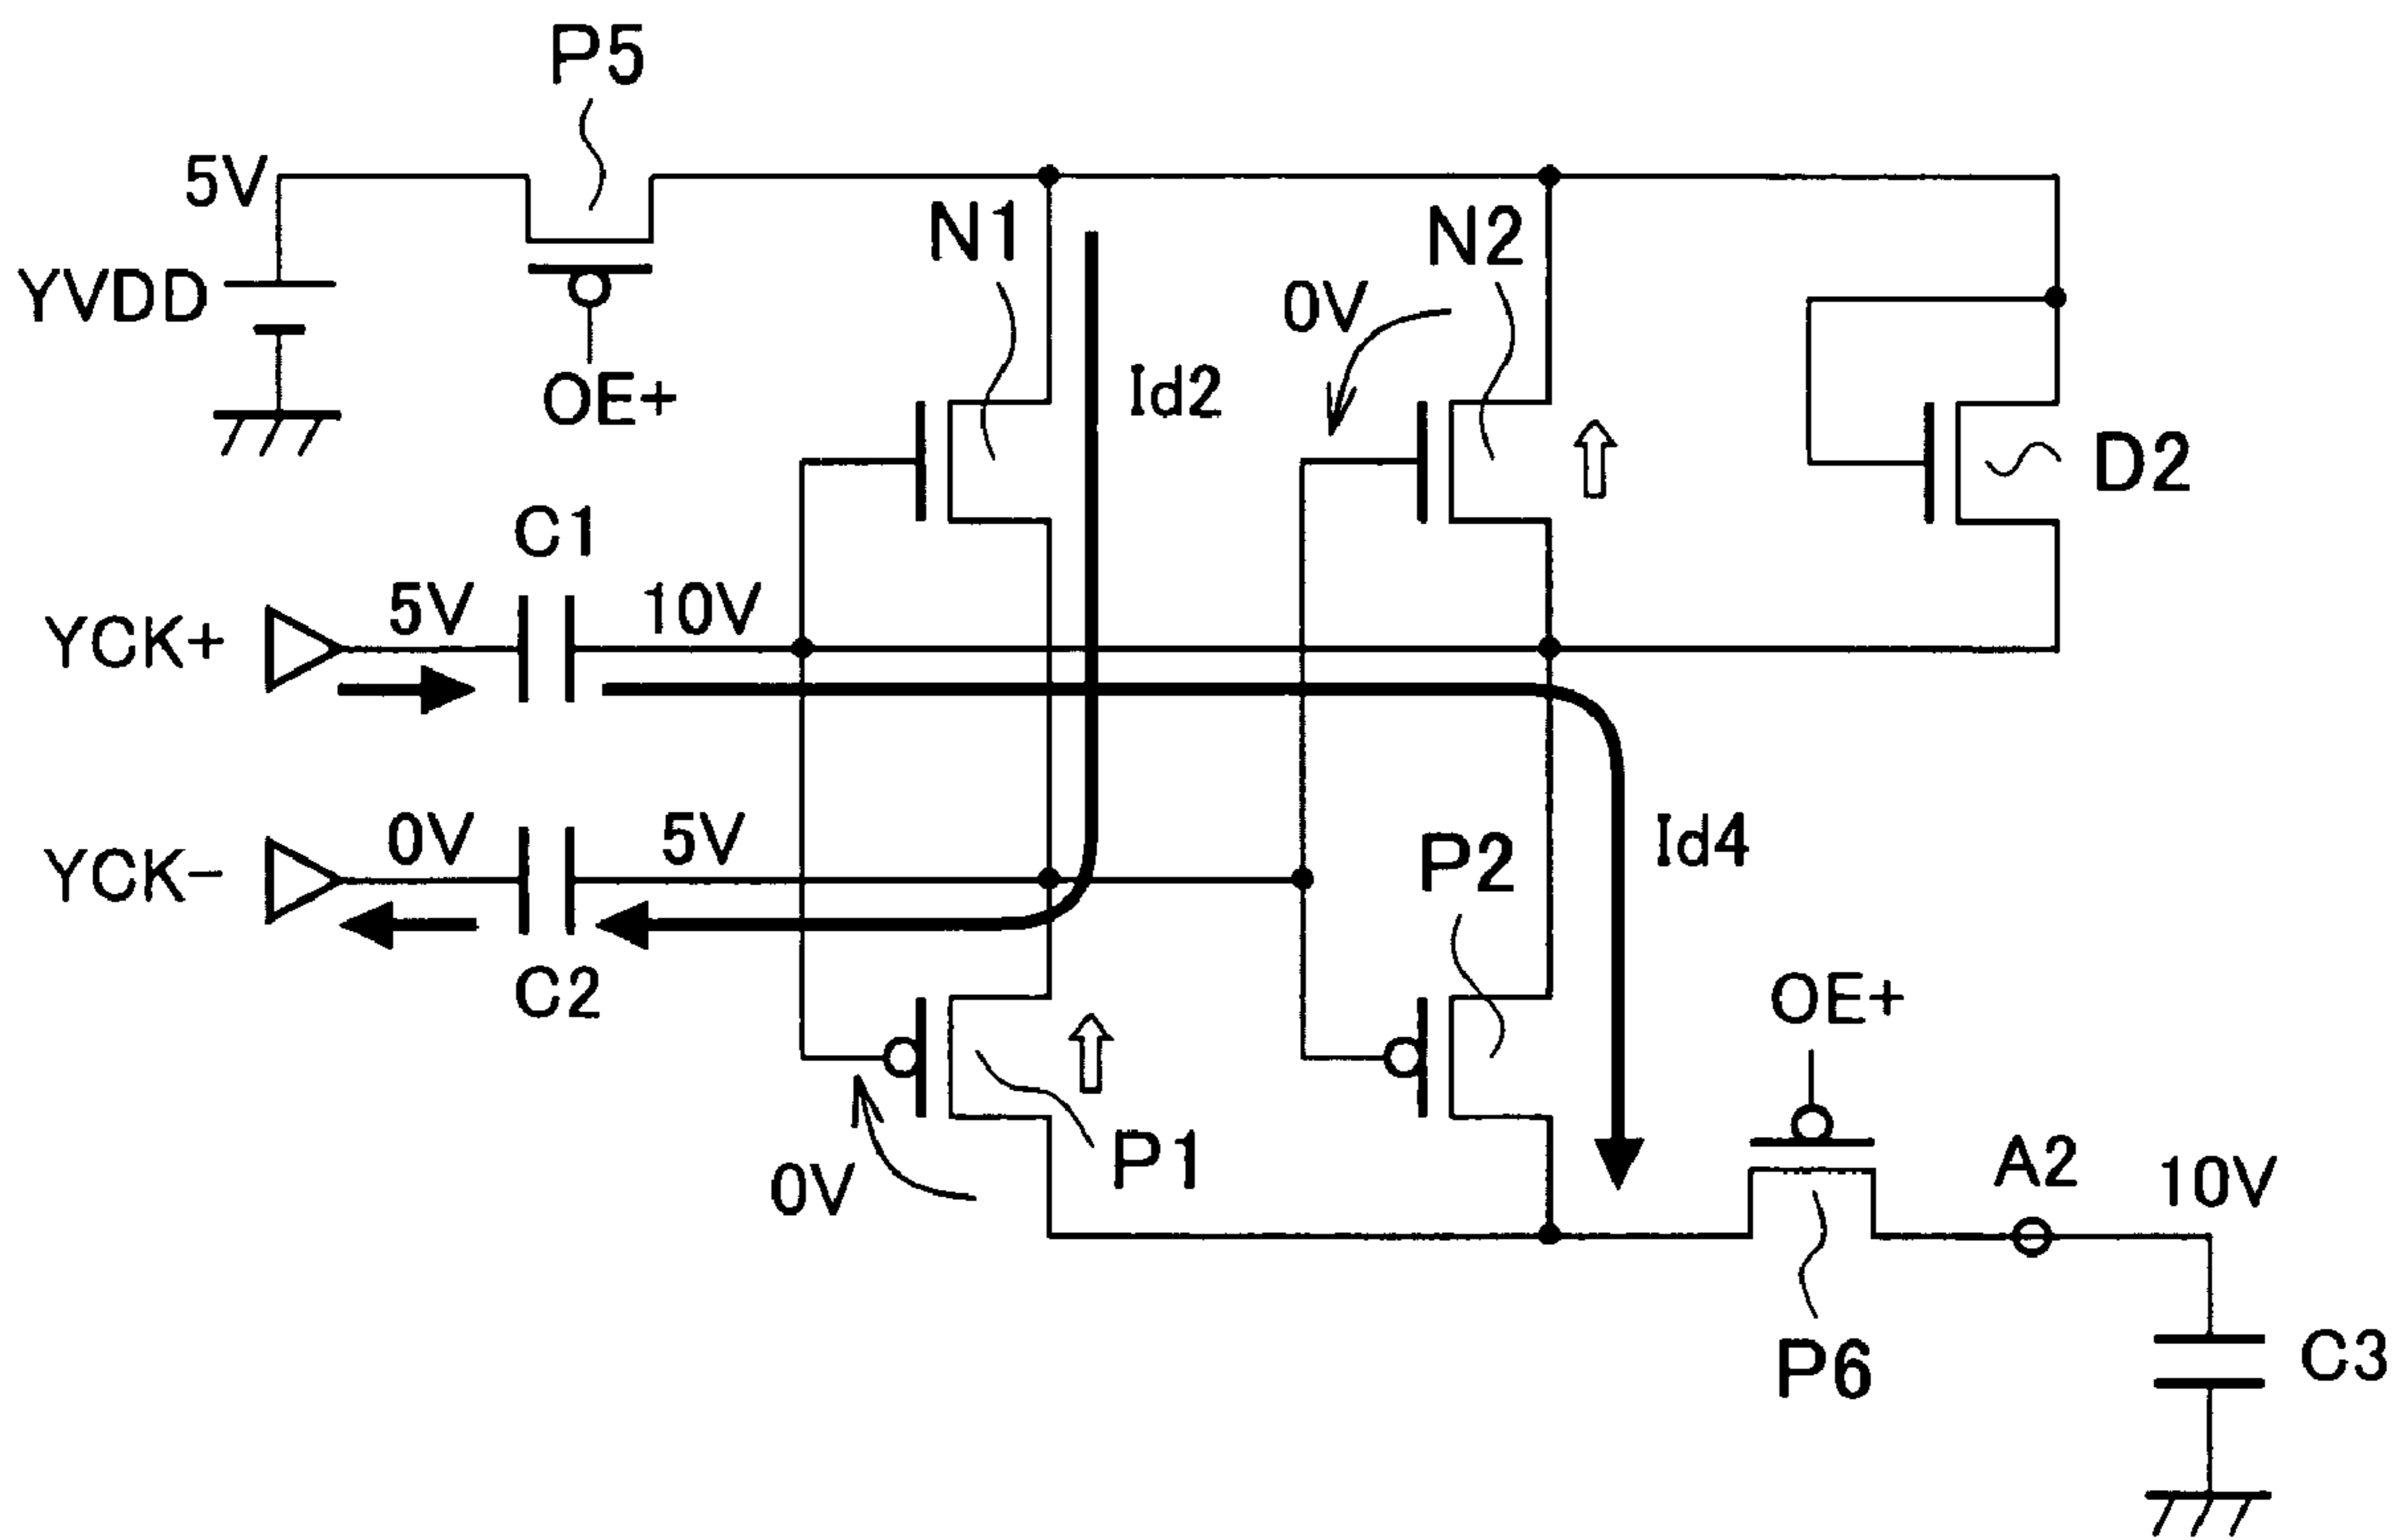 P5
5V
N1
N2
YVDD
0V
OE+
Id2
D2
C1
5V
10V
YCK+
0V
5V
P2
Id4
YCK-
C2
OE+
P1
A2
10V
0V
P6
C3